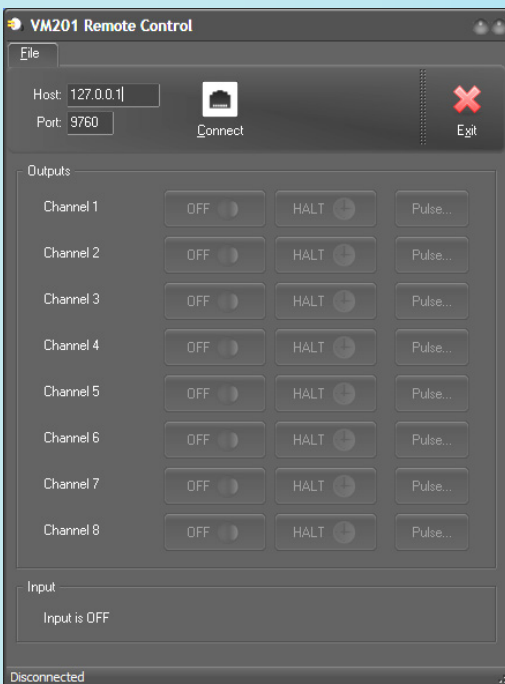 VM201 Remote Control
File
Host: 127.0.0.1
Port: 9760
Connect
Exit
Outputs
Channel 1 OFF HALT Pulse...
Channel 2 OFF HALT Pulse...
Channel 3 OFF HALT Pulse...
Channel 4 OFF HALT Pulse...
Channel 5 OFF HALT Pulse...
Channel 6 OFF HALT Pulse...
Channel 7 OFF HALT Pulse...
Channel 8 OFF HALT Pulse...
Input
Input is OFF
Disconnected